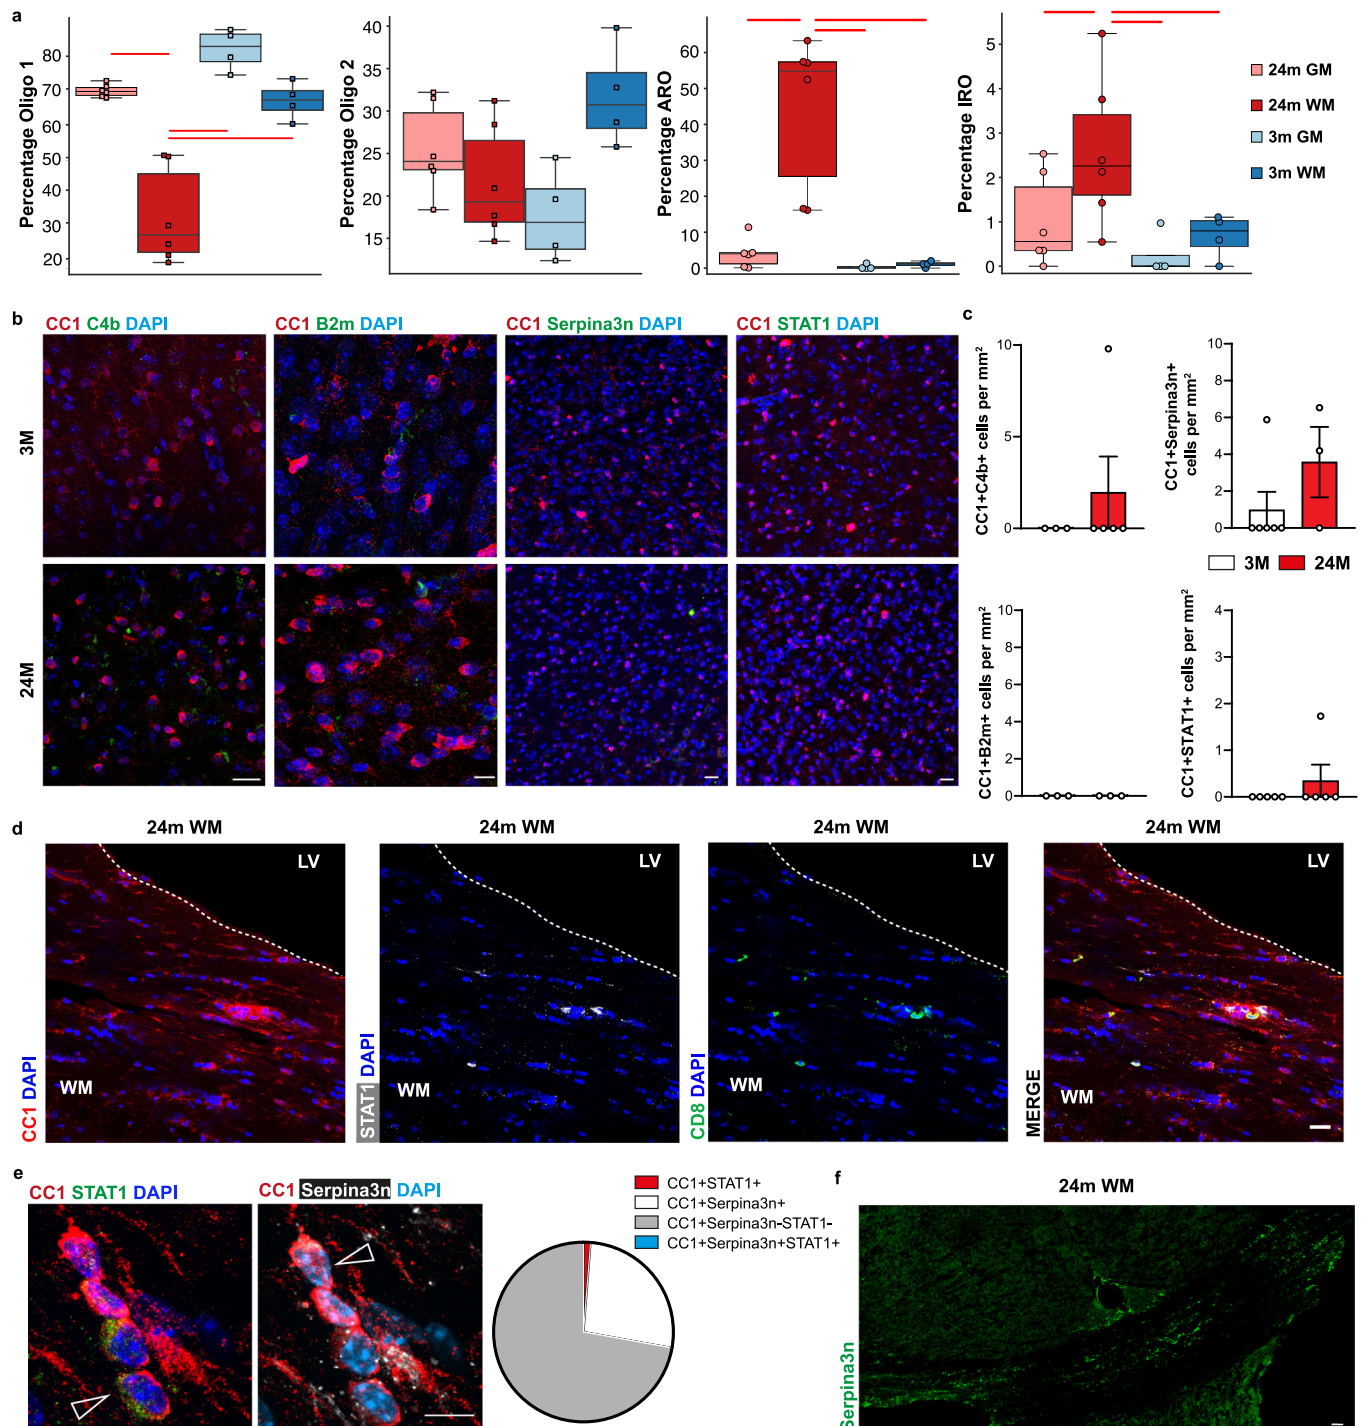 a
Percentage Oligo 1
80
70
60
50
40
30
20
Percentage Oligo 2
40
35
30
25
20
15
Percentage ARO
60
50
40
30
20
10
0
Percentage IRO
5
4
3
2
1
0
24m GM
24m WM
3m GM
3m WM
b
CC1 C4b DAPI
CC1 B2m DAPI
CC1 Serpina3n DAPI
CC1 STAT1 DAPI
3M
24M
c
CC1+C4b+ cells per mm²
10
5
0
CC1+Serpina3n+
cells per mm²
10
8
6
4
2
0
3M
24M
CC1+B2m+ cells per mm²
10
8
6
4
2
0
CC1+STAT1+ cells per mm²
4
3
2
1
0
d
24m WM
24m WM
24m WM
24m WM
LV
LV
LV
LV
WM
WM
WM
WM
CC1 DAPI
STAT1 DAPI
CD8 DAPI
MERGE
e
CC1 STAT1 DAPI
CC1 Serpina3n DAPI
CC1+STAT1+
CC1+Serpina3n+
CC1+Serpina3n-STAT1-
CC1+Serpina3n+STAT1+
f
24m WM
Serpina3n